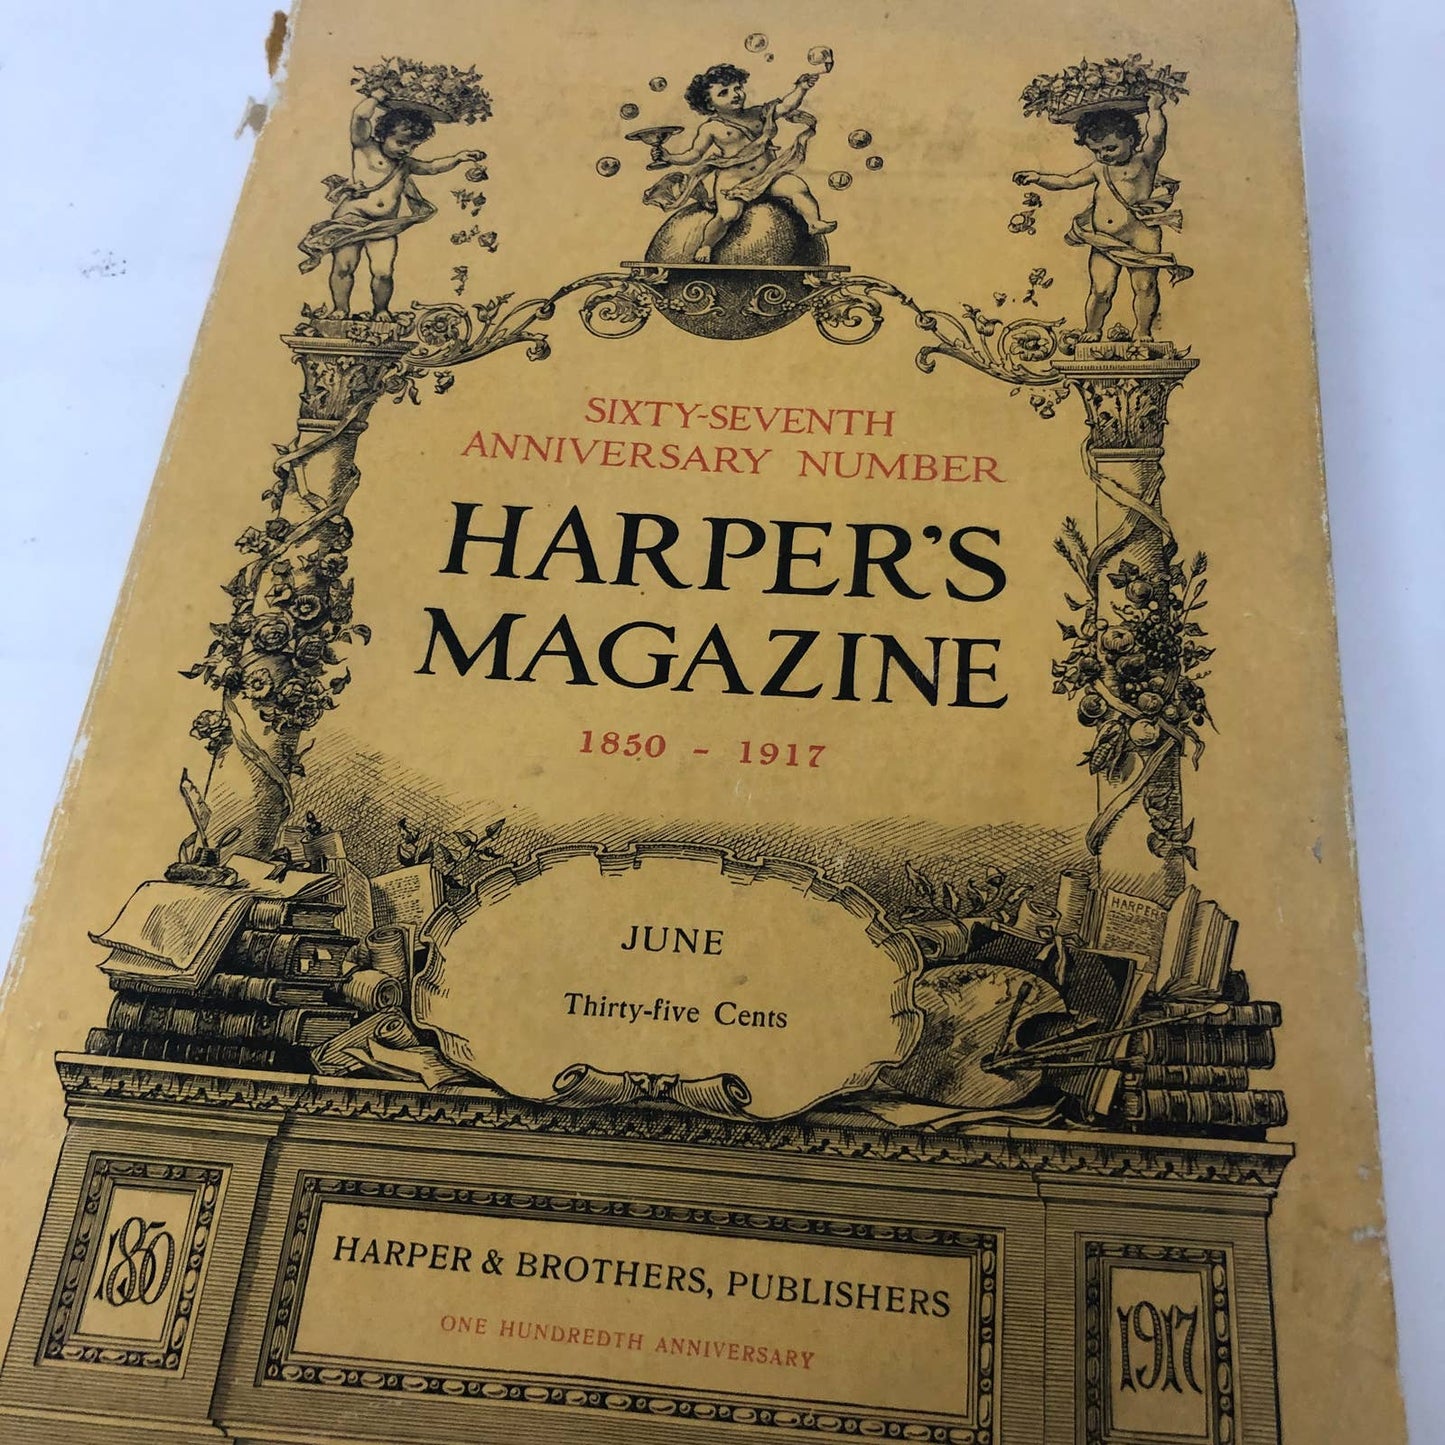 SIXTY-SEVENTH
ANNIVERSARY NUMBER
HARPER'S
MAGAZINE
1850 - 1917
HARPER'S
JUNE
Thirty-five Cents
1850
HARPER & BROTHERS, PUBLISHERS
ONE HUNDREDTH ANNIVERSARY
1917